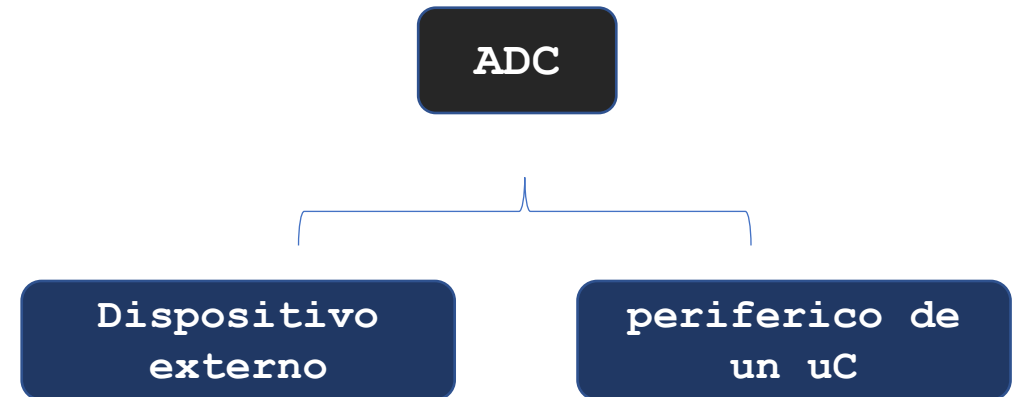 ADC
Dispositivo
externo
periferico de
un uC